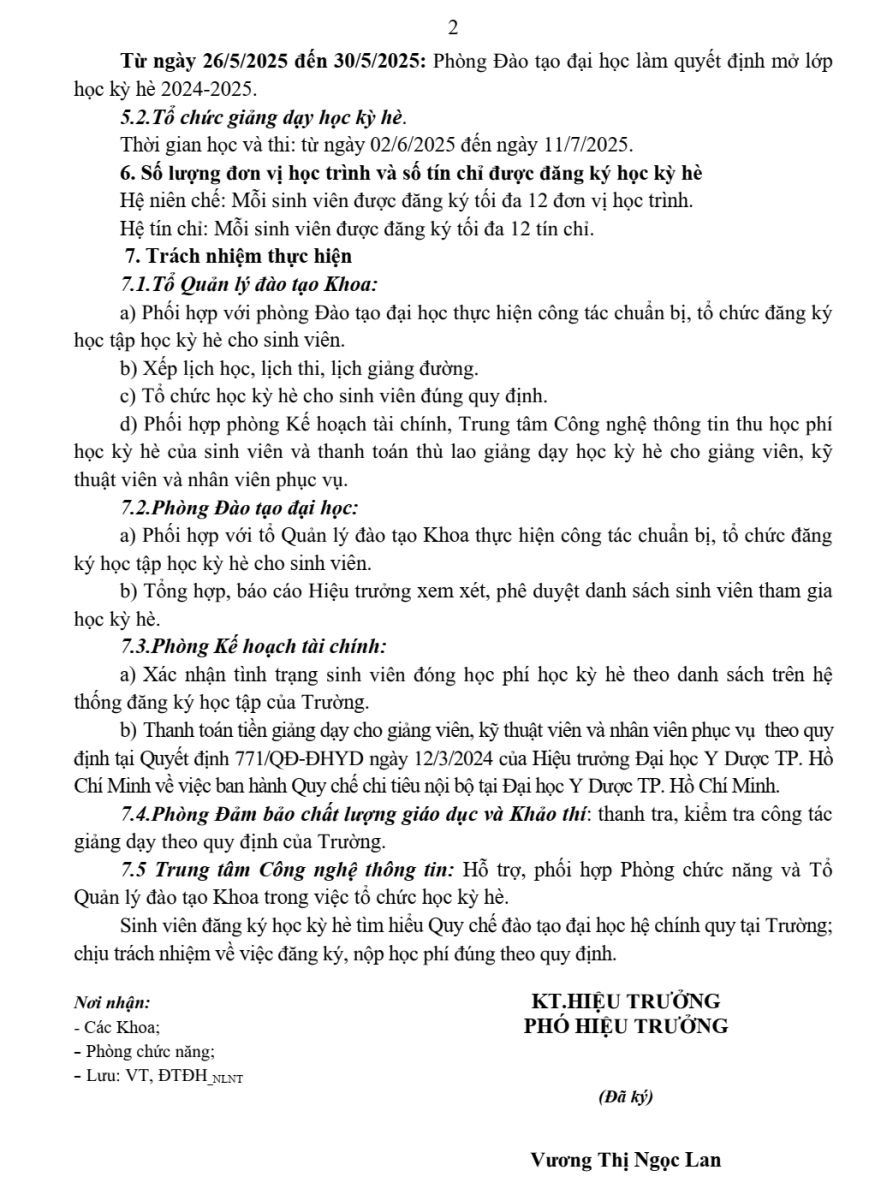 2
Từ ngày 26/5/2025 đến 30/5/2025: Phòng Đào tạo đại học làm quyết định mở lớp
học kỳ hè 2024-2025.
5.2.Tổ chức giảng dạy học kỳ hè.
Thời gian học và thi: từ ngày 02/6/2025 đến ngày 11/7/2025.
6. Số lượng đơn vị học trình và số tín chỉ được đăng ký học kỳ hè
Hệ niên chế: Mỗi sinh viên được đăng ký tối đa 12 đơn vị học trình.
Hệ tín chỉ: Mỗi sinh viên được đăng ký tối đa 12 tín chỉ.
7. Trách nhiệm thực hiện
7.1.Tổ Quản lý đào tạo Khoa:
a) Phối hợp với phòng Đào tạo đại học thực hiện công tác chuẩn bị, tổ chức đăng ký
học tập học kỳ hè cho sinh viên.
b) Xếp lịch học, lịch thi, lịch giảng đường.
c) Tổ chức học kỳ hè cho sinh viên đúng quy định.
d) Phối hợp phòng Kế hoạch tài chính, Trung tâm Công nghệ thông tin thu học phí
học kỳ hè của sinh viên và thanh toán thù lao giảng dạy học kỳ hè cho giảng viên, kỹ
thuật viên và nhân viên phục vụ.
7.2.Phòng Đào tạo đại học:
a) Phối hợp với tổ Quản lý đào tạo Khoa thực hiện công tác chuẩn bị, tổ chức đăng
ký học tập học kỳ hè cho sinh viên.
b) Tổng hợp, báo cáo Hiệu trưởng xem xét, phê duyệt danh sách sinh viên tham gia
học kỳ hè.
7.3.Phòng Kế hoạch tài chính:
a) Xác nhận tình trạng sinh viên đóng học phí học kỳ hè theo danh sách trên hệ
thống đăng ký học tập của Trường.
b) Thanh toán tiền giảng dạy cho giảng viên, kỹ thuật viên và nhân viên phục vụ theo quy
định tại Quyết định 771/QĐ-ĐHYD ngày 12/3/2024 của Hiệu trưởng Đại học Y Dược TP. Hồ
Chí Minh về việc ban hành Quy chế chi tiêu nội bộ tại Đại học Y Dược TP. Hồ Chí Minh.
7.4.Phòng Đảm bảo chất lượng giáo dục và Khảo thí: thanh tra, kiểm tra công tác
giảng dạy theo quy định của Trường.
7.5 Trung tâm Công nghệ thông tin: Hỗ trợ, phối hợp Phòng chức năng và Tổ
Quản lý đào tạo Khoa trong việc tổ chức học kỳ hè.
Sinh viên đăng ký học kỳ hè tìm hiểu Quy chế đào tạo đại học hệ chính quy tại Trường;
chịu trách nhiệm về việc đăng ký, nộp học phí đúng theo quy định.
Nơi nhận:
- Các Khoa;
- Phòng chức năng;
- Lưu: VT, ĐTĐH_NLNT
KT.HIỆU TRƯỞNG
PHÓ HIỆU TRƯỞNG
(Đã ký)
Vương Thị Ngọc Lan